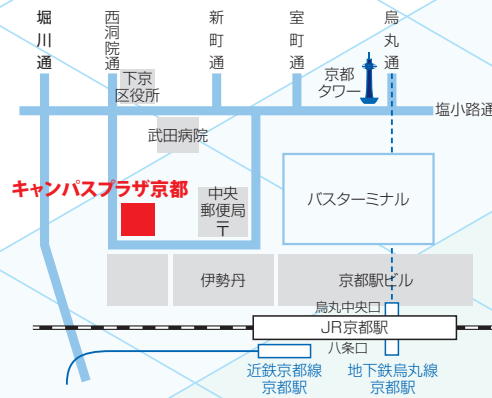 堀川通
西洞院通
新町通
室町通
烏丸通
下京
区役所
京都
タワー
塩小路通
武田病院
キャンパスプラザ京都
中央
郵便局
〒
バスターミナル
伊勢丹
京都駅ビル
烏丸中央口
JR京都駅
八条口
近鉄京都線
京都駅
地下鉄烏丸線
京都駅